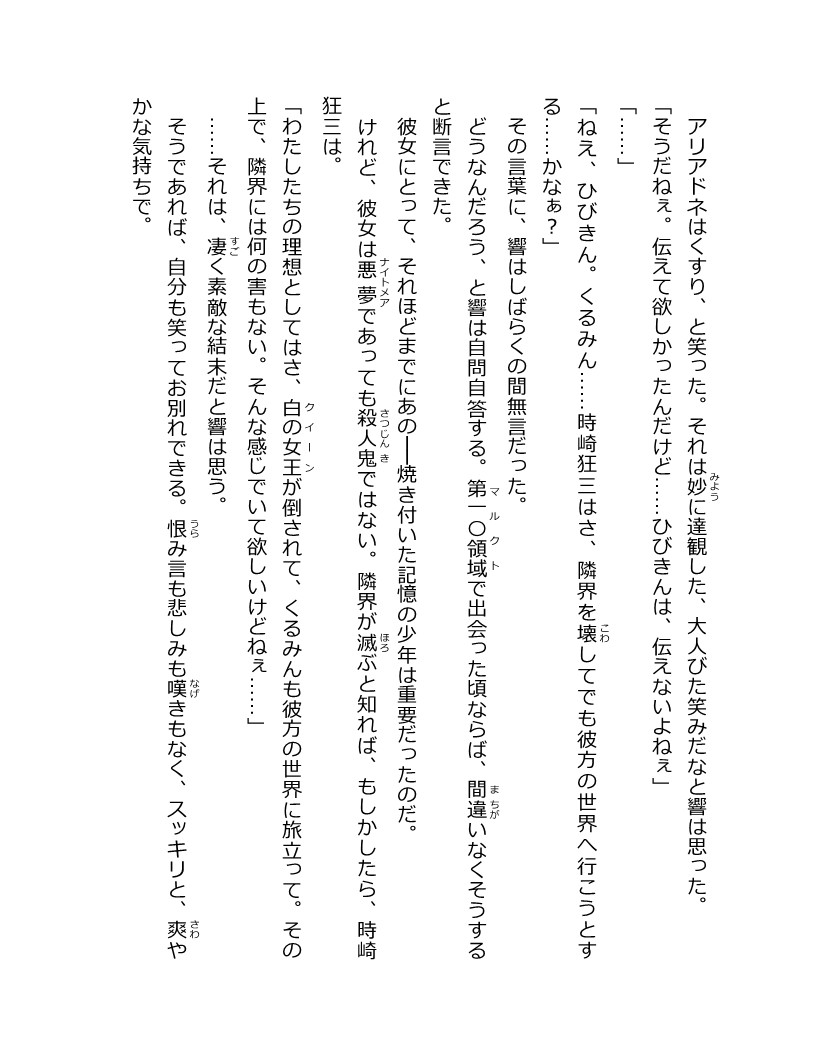 アリアドネはくすり、と笑った。それは妙に達観した、大人びた笑みだなと響は思った。
「そうだねぇ。伝えて欲しかったんだけど……ひびきんは、伝えないよねぇ」
「……」
「ねえ、ひびきん。くるみん……時崎狂三はさ、隣界を壊してでも彼方の世界へ行こうとす
る……かなぁ？」
その言葉に、響はしばらくの間無言だった。
どうなんだろう、と響は自問自答する。第一〇領域で出会った頃ならば、間違いなくそうする
と断言できた。
彼女にとって、それほどまでにあの――焼き付いた記憶の少年は重要だったのだ。
けれど、彼女は悪夢であっても殺人鬼ではない。隣界が滅ぶと知れば、もしかしたら、時崎
狂三は。
「わたしたちの理想としてはさ、白の女王が倒されて、くるみんも彼方の世界に旅立って。その
上で、隣界には何の害もない。そんな感じでいて欲しいけどねぇ……」
……それは、凄く素敵な結末だと響は思う。
そうであれば、自分も笑ってお別れできる。恨み言も悲しみも嘆きもなく、スッキリと、爽や
かな気持ちで。